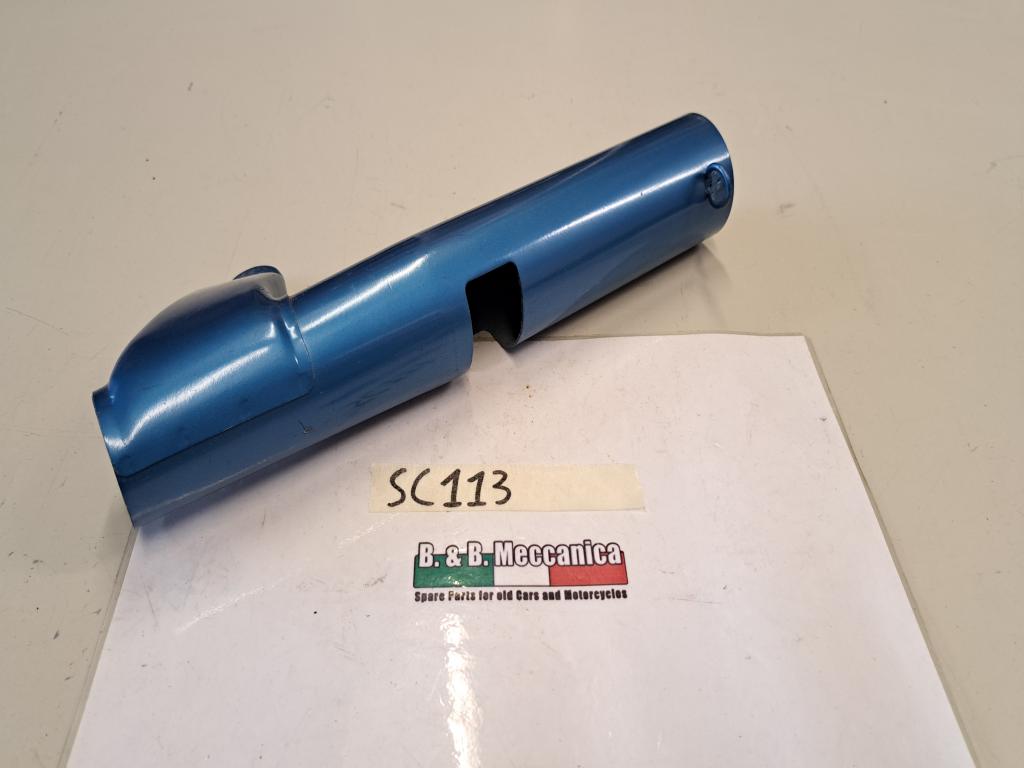 SC113
B. & B. Meccanica
Spare Parts for old Cars and Motorcycles